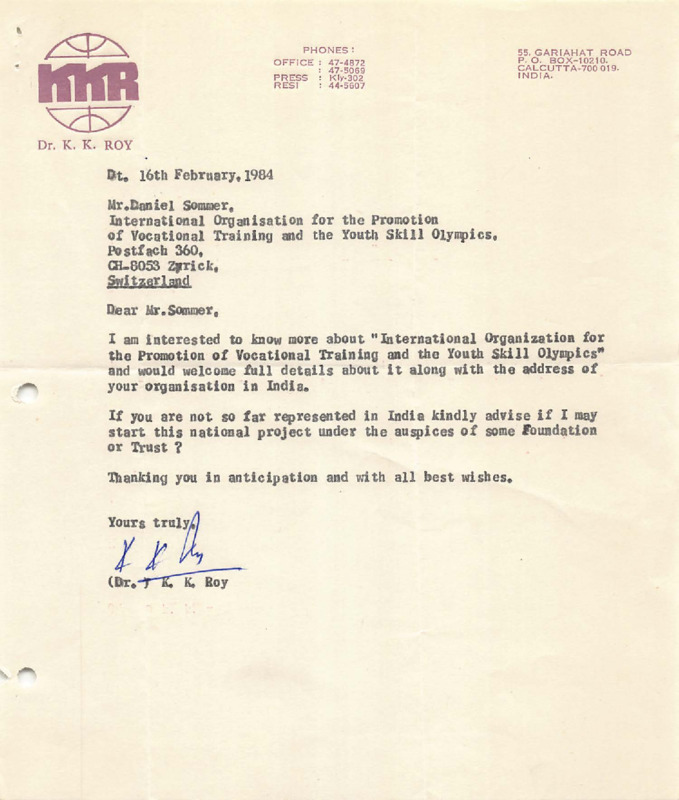 KKR
Dr. K. K. ROY
PHONES :
OFFICE : 47-4872
: 47-5069
PRESS : Kly-302
RESI : 44-5607
55, GARIAHAT ROAD
P. O. BOX-10210.
CALCUTTA-700 019.
INDIA.
Dt. 16th February, 1984
Mr.Daniel Sommer,
International Organisation for the Promotion
of Vocational Training and the Youth Skill Olympics,
Postfach 360,
CH-8053 Zyrick,
Switzerland
Dear Mr.Sommer,
I am interested to know more about "International Organization for
the Promotion of Vocational Training and the Youth Skill Olympics"
and would welcome full details about it along with the address of
your organisation in India.
If you are not so far represented in India kindly advise if I may
start this national project under the auspices of some Foundation
or Trust ?
Thanking you in anticipation and with all best wishes.
Yours truly,
K K Roy
(Dr. ) K. K. Roy